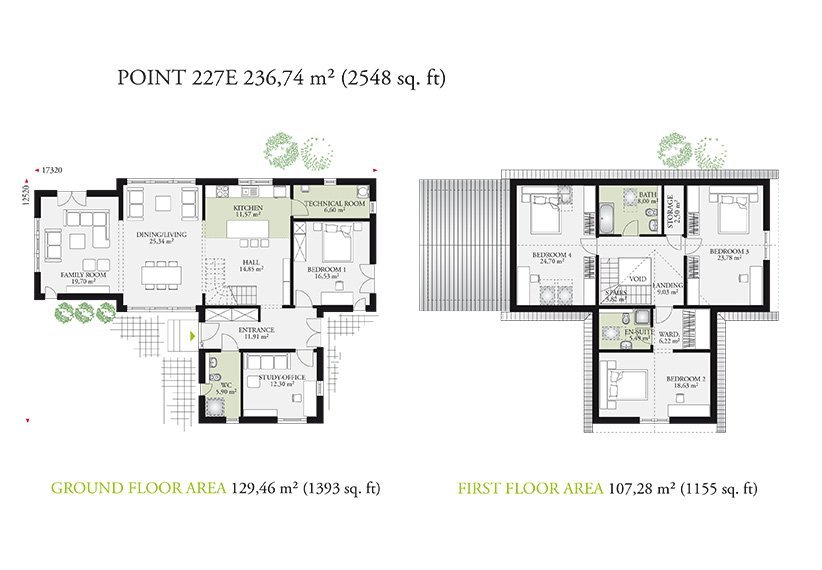 POINT 227E 236,74 m² (2548 sq. ft)
17320
12520
KITCHEN
11,57 m²
TECHNICAL ROOM
6,60 m²
DINING/LIVING
25,34 m²
HALL
14,85 m²
BEDROOM 1
16,53 m²
FAMILY ROOM
19,70 m²
ENTRANCE
11,91 m²
WC
5,90 m²
STUDY-OFFICE
12,30 m²
GROUND FLOOR AREA 129,46 m² (1393 sq. ft)
BATH
8,00 m²
STORAGE
2,50 m²
BEDROOM 4
24,70 m²
VOID
BEDROOM 3
23,78 m²
STAIRS
5,82 m²
LANDING
9,03 m²
EN-SUITE
5,49 m²
WARD.
6,22 m²
BEDROOM 2
18,63 m²
FIRST FLOOR AREA 107,28 m² (1155 sq. ft)